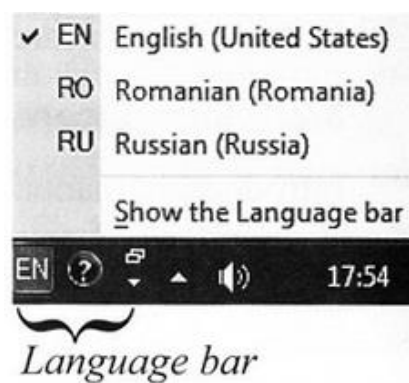 ✔ EN English (United States)
RO Romanian (Romania)
RU Russian (Russia)
Show the Language bar
EN ? 17:54
Language bar